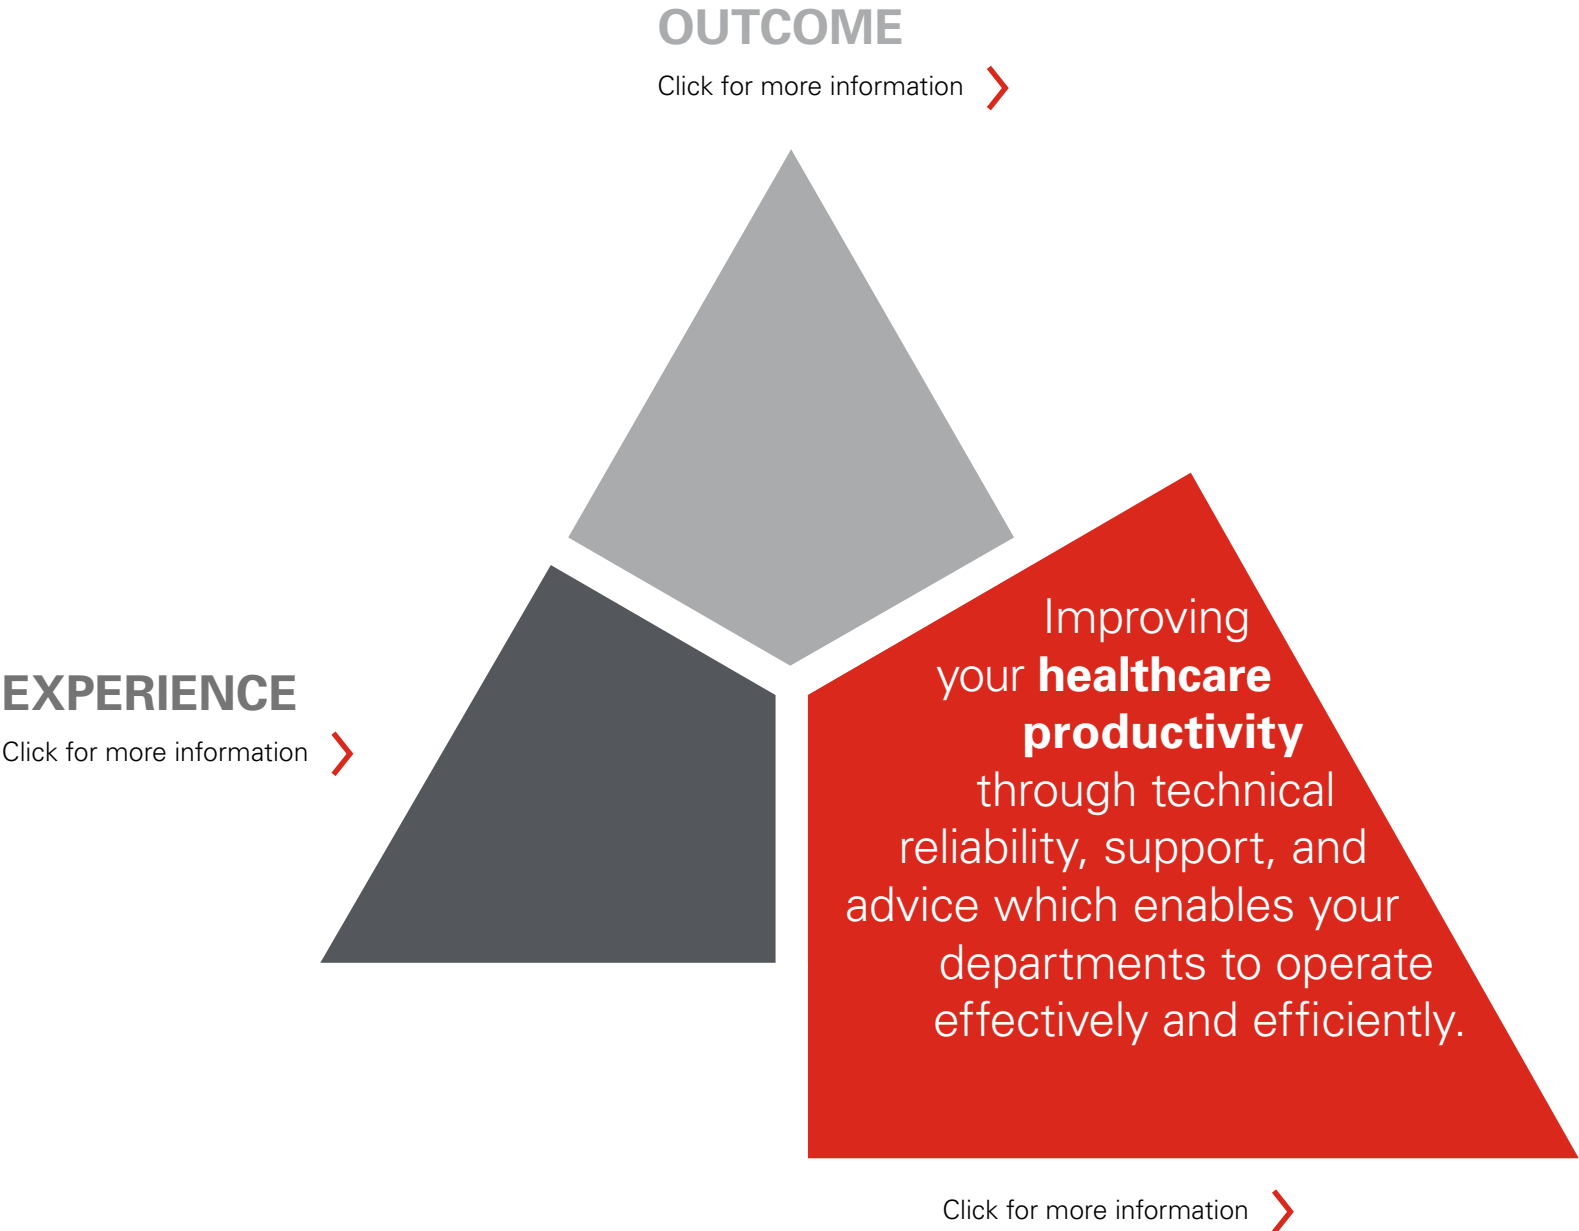 OUTCOME
Click for more information
EXPERIENCE
Click for more information
Improving
your healthcare
productivity
through technical
reliability, support, and
advice which enables your
departments to operate
effectively and efficiently.
Click for more information